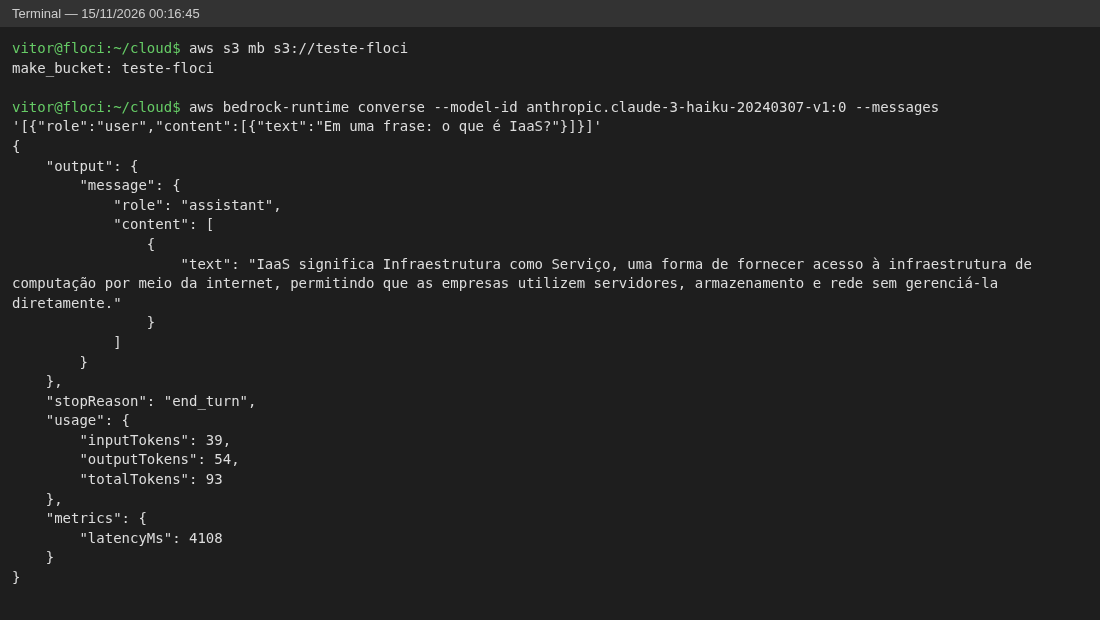 Terminal — 15/11/2026 00:16:45
vitor@floci:~/cloud$ aws s3 mb s3://teste-floci
make_bucket: teste-floci
vitor@floci:~/cloud$ aws bedrock-runtime converse --model-id anthropic.claude-3-haiku-20240307-v1:0 --messages
'[{"role":"user","content":[{"text":"Em uma frase: o que é IaaS?"}]}]'
{
    "output": {
        "message": {
            "role": "assistant",
            "content": [
                {
                    "text": "IaaS significa Infraestrutura como Serviço, uma forma de fornecer acesso à infraestrutura de
computação por meio da internet, permitindo que as empresas utilizem servidores, armazenamento e rede sem gerenciá-la
diretamente."
                }
            ]
        }
    },
    "stopReason": "end_turn",
    "usage": {
        "inputTokens": 39,
        "outputTokens": 54,
        "totalTokens": 93
    },
    "metrics": {
        "latencyMs": 4108
    }
}